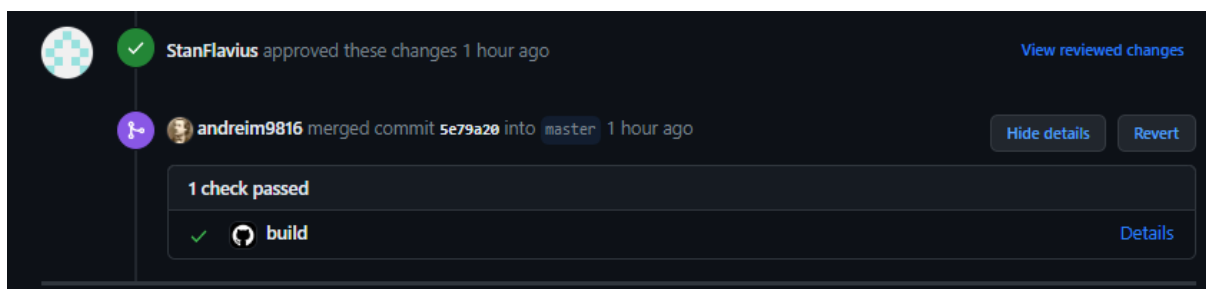 StanFlavius approved these changes 1 hour ago
View reviewed changes
andreim9816 merged commit 5e79a20 into master 1 hour ago
Hide details
Revert
1 check passed
build
Details